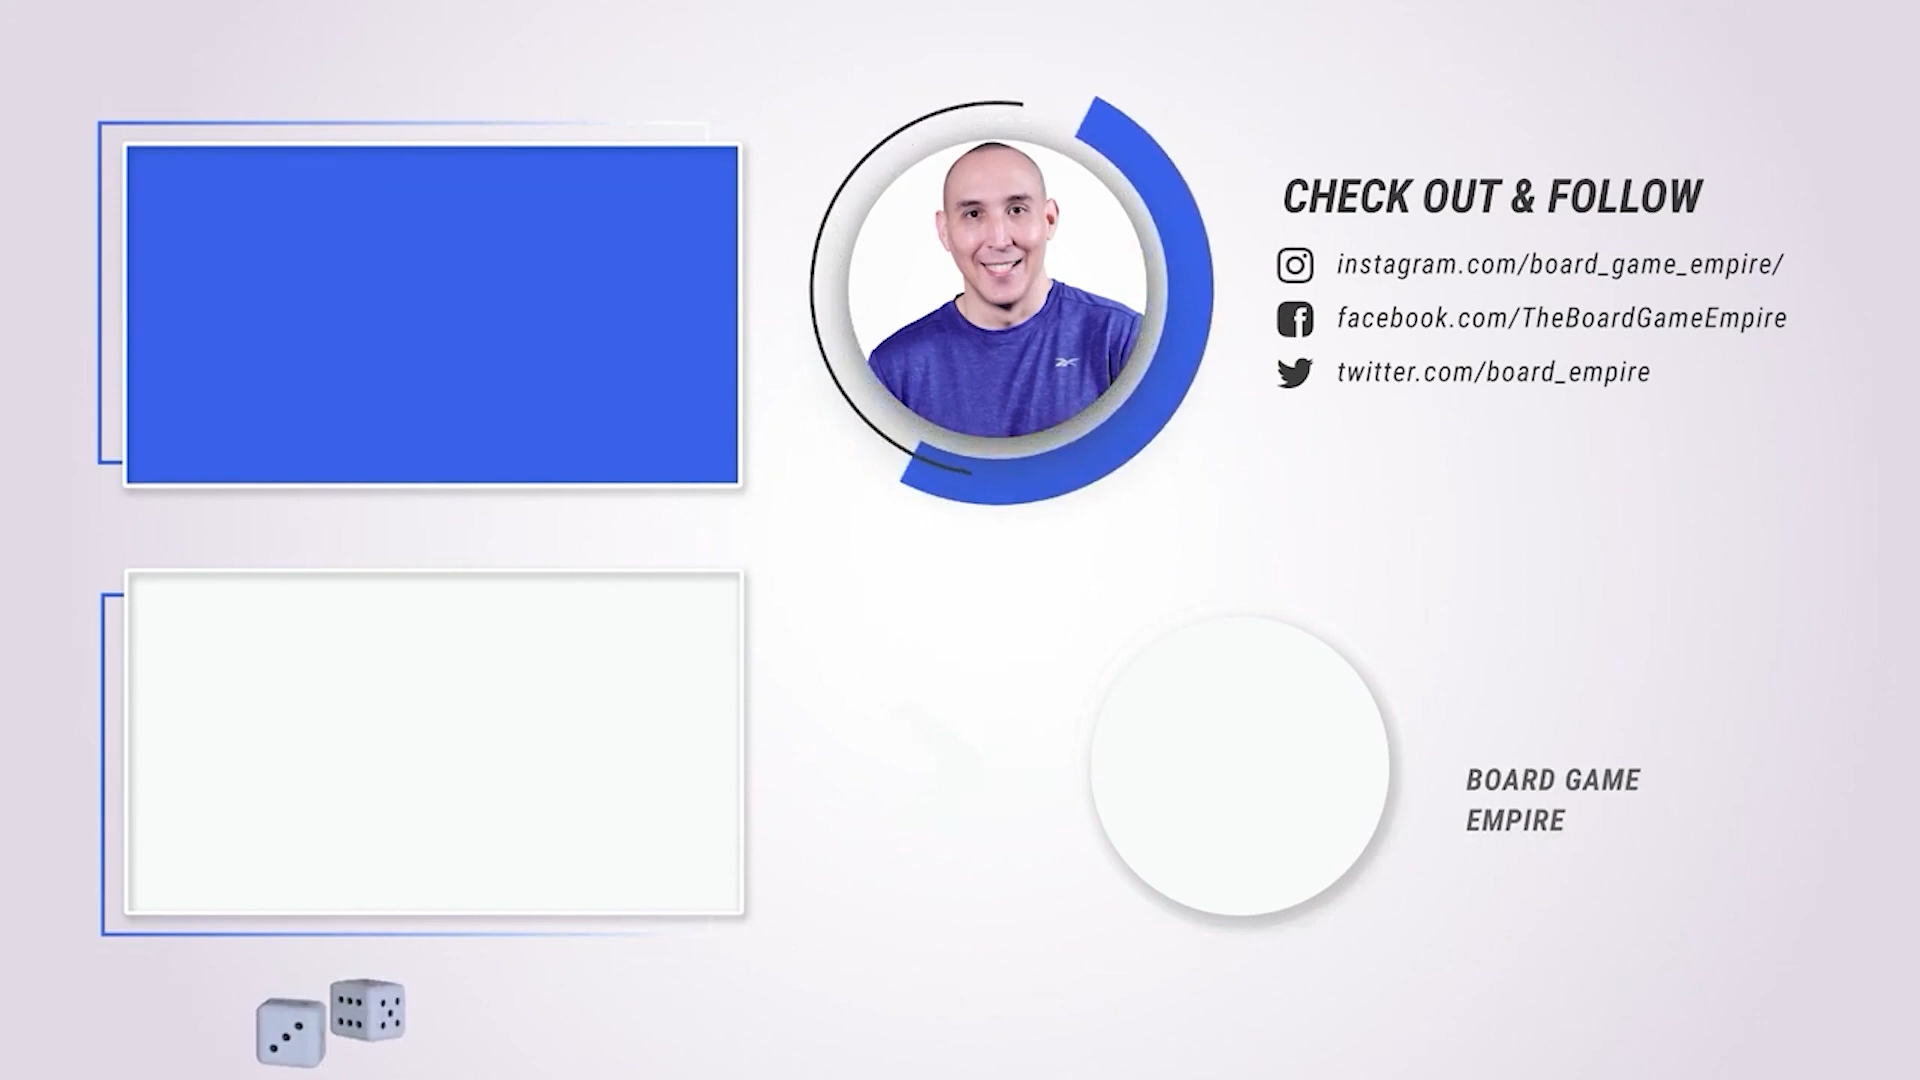 CHECK OUT & FOLLOW
instagram.com/board_game_empire/
facebook.com/TheBoardGameEmpire
twitter.com/board_empire
BOARD GAME
EMPIRE